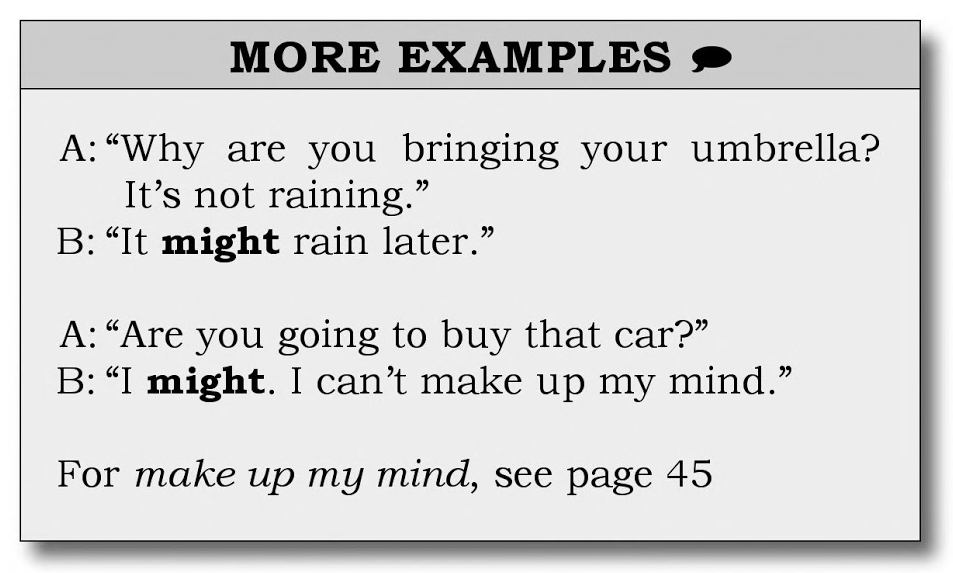 MORE EXAMPLES
A: “Why are you bringing your umbrella?
It’s not raining.”
B: “It might rain later.”
A: “Are you going to buy that car?”
B: “I might. I can’t make up my mind.”
For make up my mind, see page 45